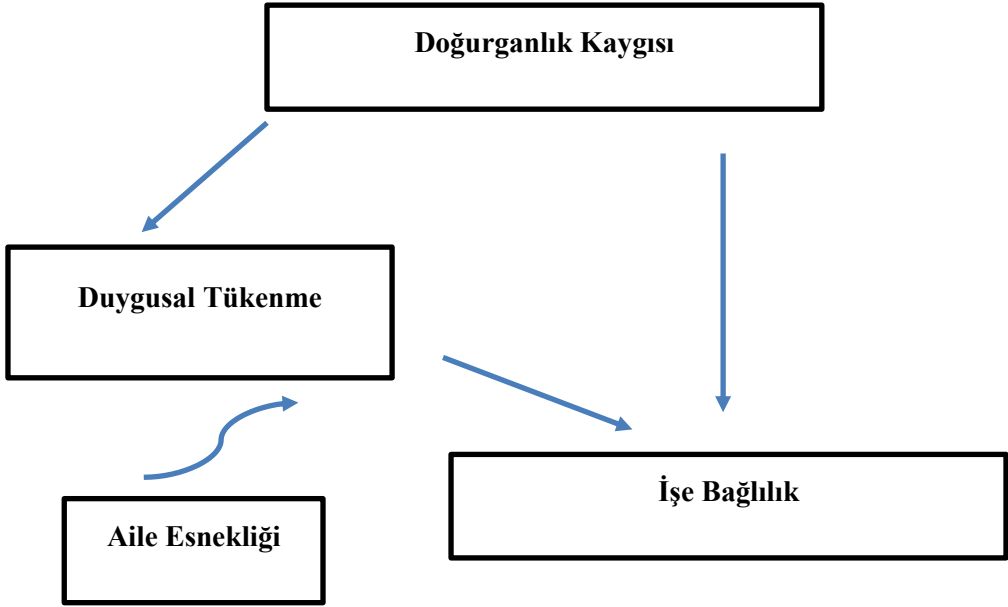 Doğurganlık Kaygısı
Duygusal Tükenme
İşe Bağlılık
Aile Esnekliği